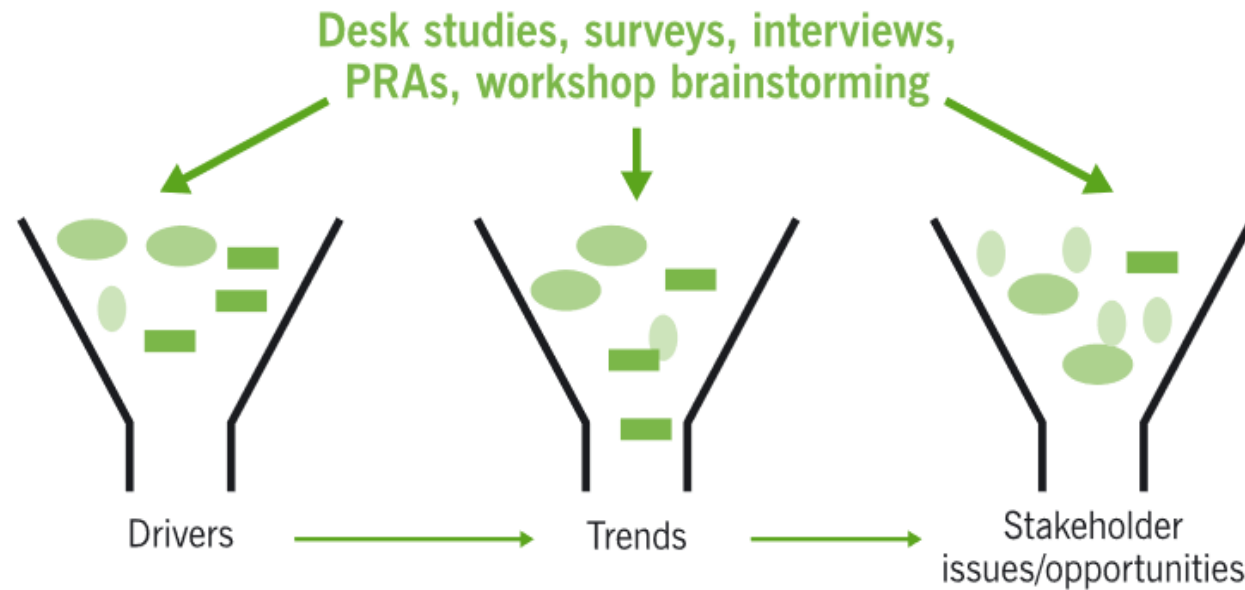 Desk studies, surveys, interviews,
PRAs, workshop brainstorming
Drivers
Trends
Stakeholder
issues/opportunities